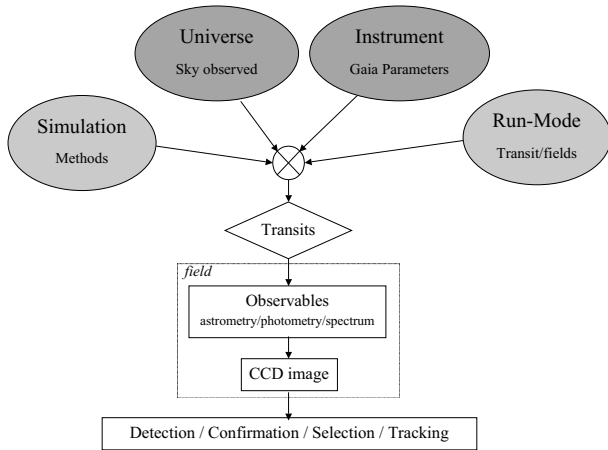 Universe
Sky observed
Instrument
Gaia Parameters
Simulation
Methods
Run-Mode
Transit/fields
Transits
field
Observables
astrometry/photometry/spectrum
CCD image
Detection / Confirmation / Selection / Tracking